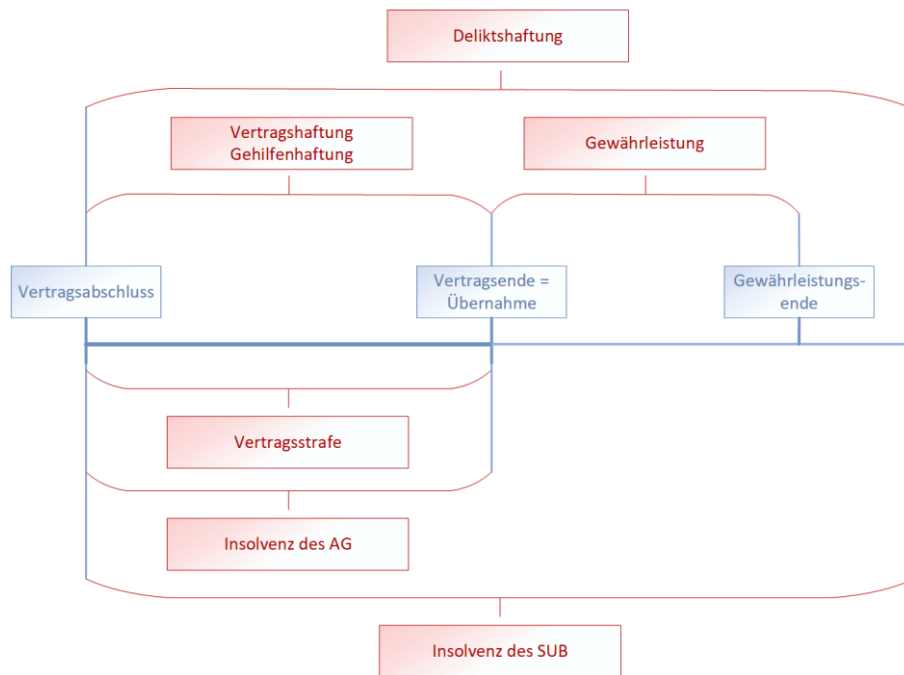 Deliktshaftung
Vertragshaftung
Gehilfenhaftung
Gewährleistung
Vertragsabschluss
Vertragsende =
Übernahme
Gewährleistungs-
ende
Vertragsstrafe
Insolvenz des AG
Insolvenz des SUB